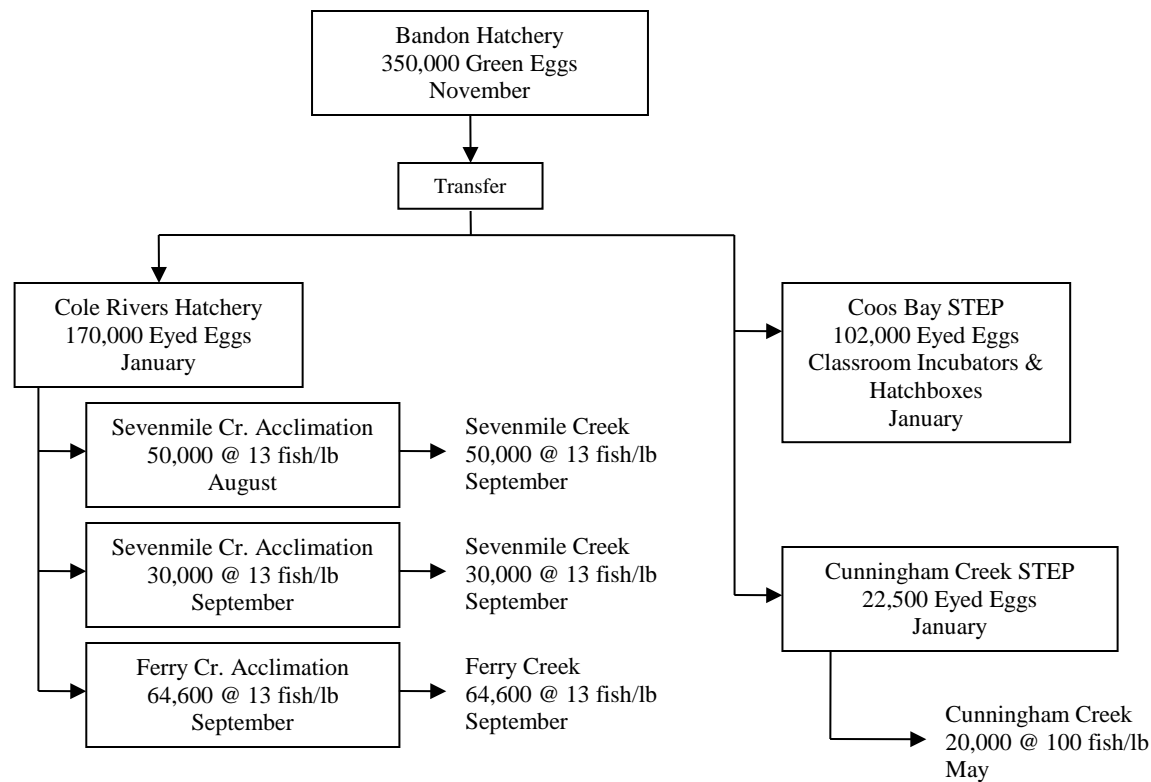 Bandon Hatchery
350,000 Green Eggs
November
Transfer
Cole Rivers Hatchery
170,000 Eyed Eggs
January
Sevenmile Cr. Acclimation
50,000 @ 13 fish/lb
August
Sevenmile Creek
50,000 @ 13 fish/lb
September
Sevenmile Cr. Acclimation
30,000 @ 13 fish/lb
September
Sevenmile Creek
30,000 @ 13 fish/lb
September
Ferry Cr. Acclimation
64,600 @ 13 fish/lb
September
Ferry Creek
64,600 @ 13 fish/lb
September
Coos Bay STEP
102,000 Eyed Eggs
Classroom Incubators &
Hatchboxes
January
Cunningham Creek STEP
22,500 Eyed Eggs
January
Cunningham Creek
20,000 @ 100 fish/lb
May